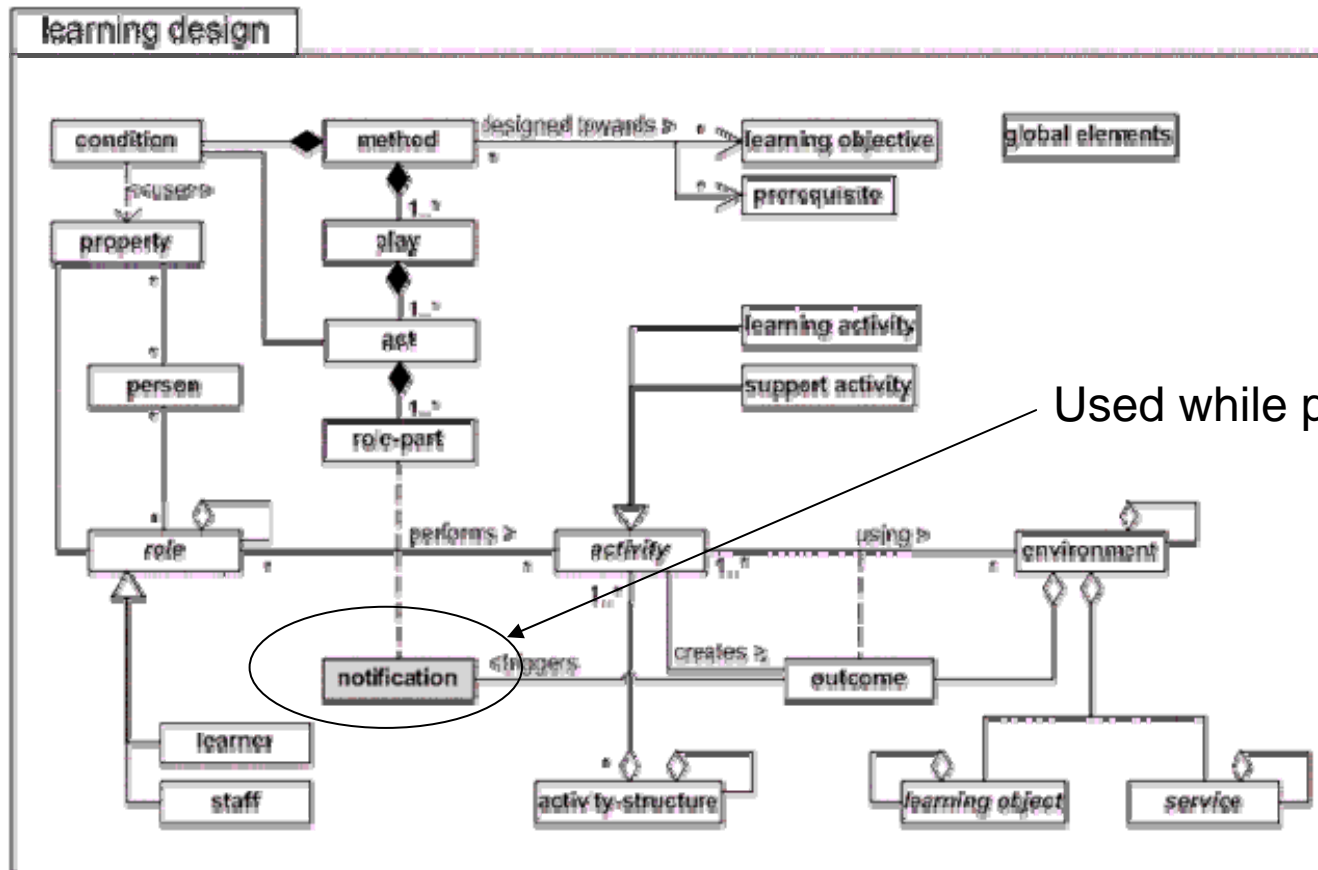 learning design
condition
method
designed towards >
learning objective
global elements
prerequisite
property
1..*
play
1..*
act
learning activity
person
support activity
1..*
role-part
Used while p
role
performs >
activity
using >
environment
1..*
1..*
notification
<triggers
creates >
outcome
learner
staff
activity-structure
learning object
service